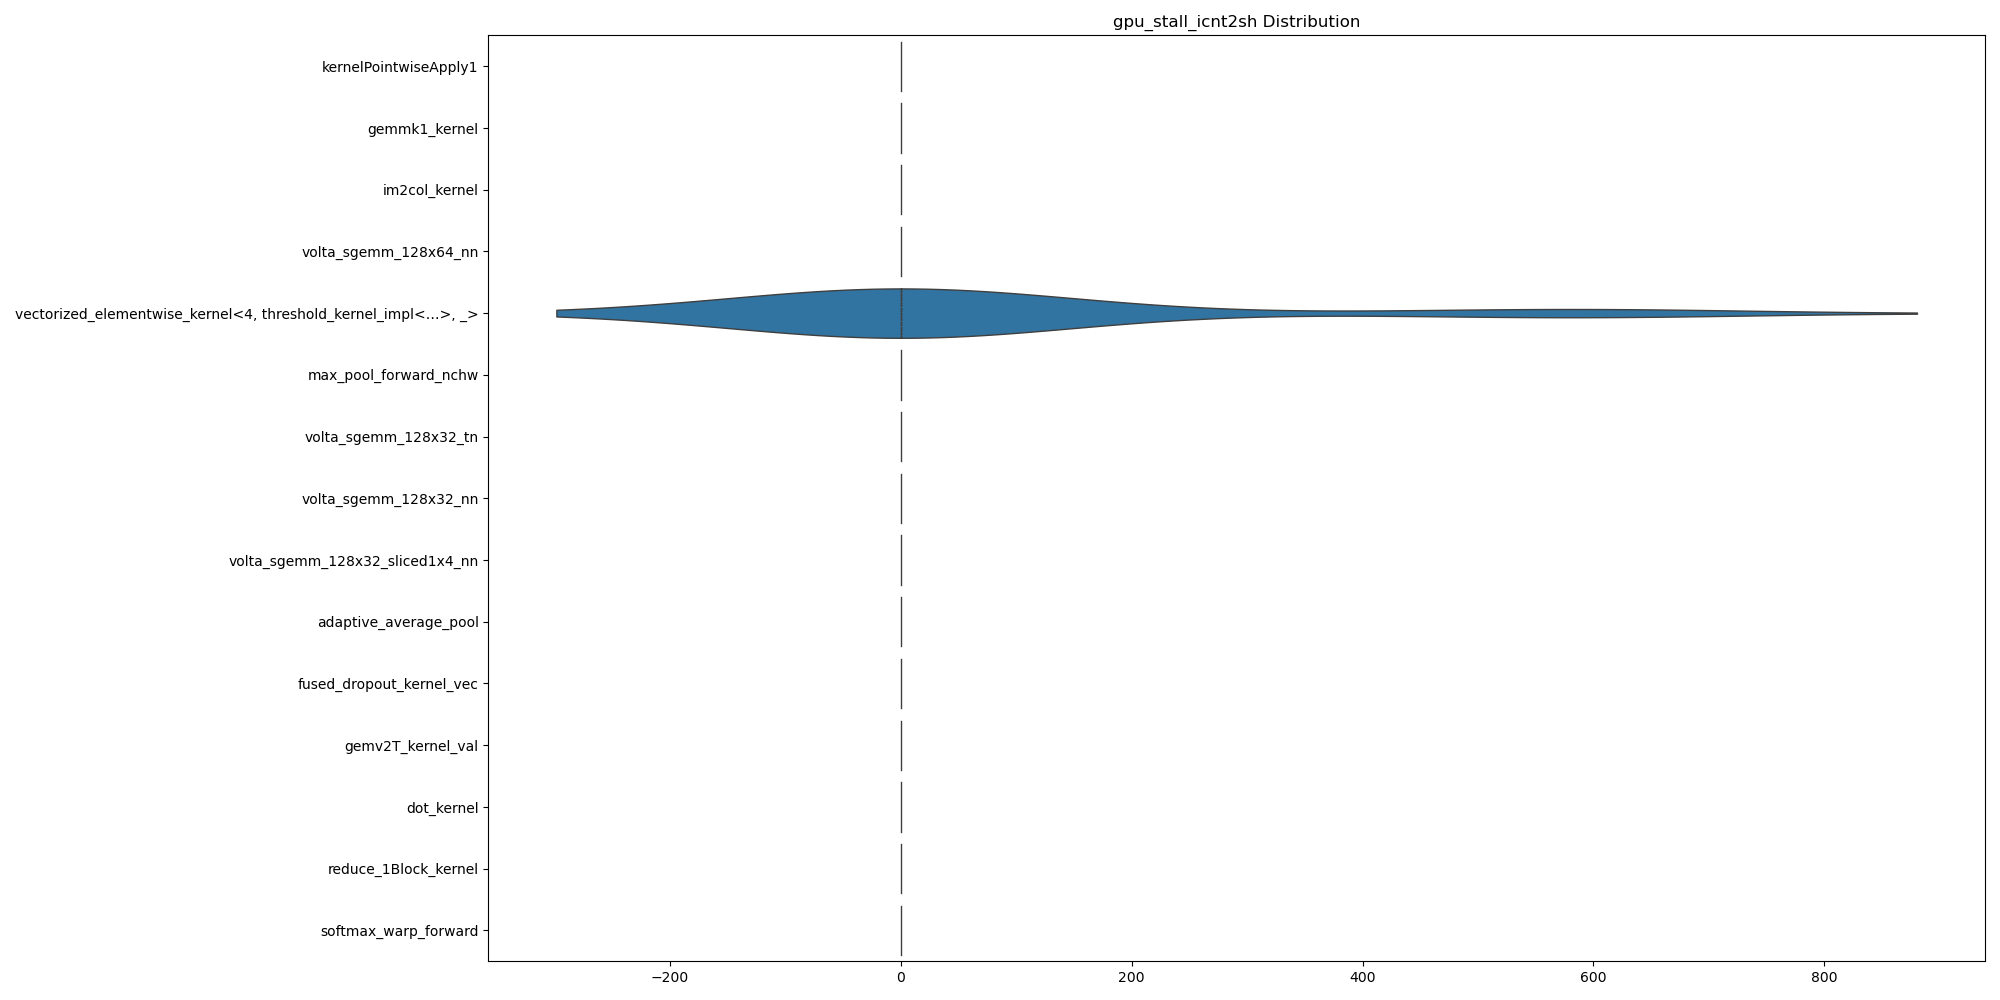 gpu_stall_icnt2sh Distribution
kernelPointwiseApply1
gemmk1_kernel
im2col_kernel
volta_sgemm_128x64_nn
vectorized_elementwise_kernel<4, threshold_kernel_impl<...>, _>
max_pool_forward_nchw
volta_sgemm_128x32_tn
volta_sgemm_128x32_nn
volta_sgemm_128x32_sliced1x4_nn
adaptive_average_pool
fused_dropout_kernel_vec
gemv2T_kernel_val
dot_kernel
reduce_1Block_kernel
softmax_warp_forward
−200 0 200 400 600 800